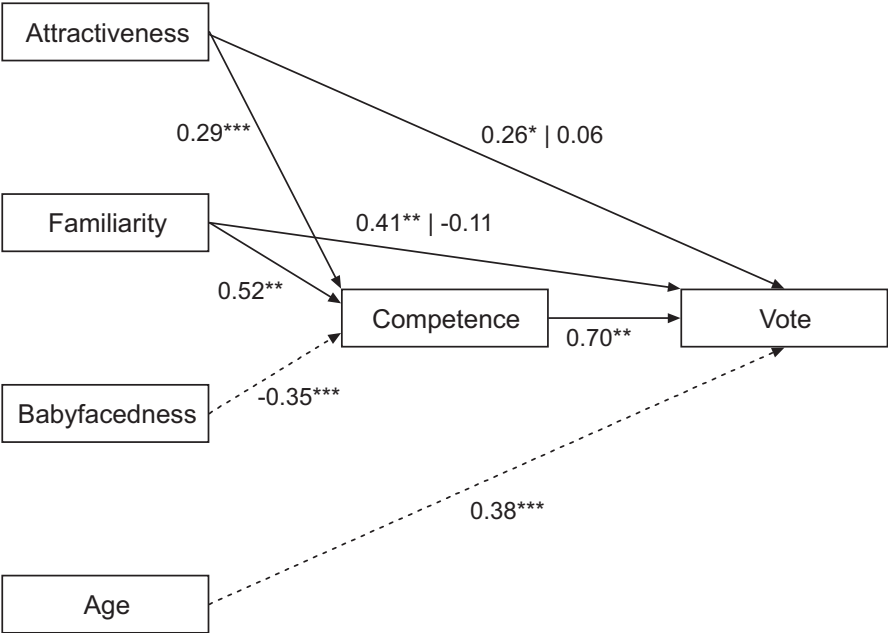 Attractiveness
0.29***
0.26* | 0.06
Familiarity
0.41** | -0.11
0.52**
Competence
Vote
0.70**
Babyfacedness
-0.35***
0.38***
Age